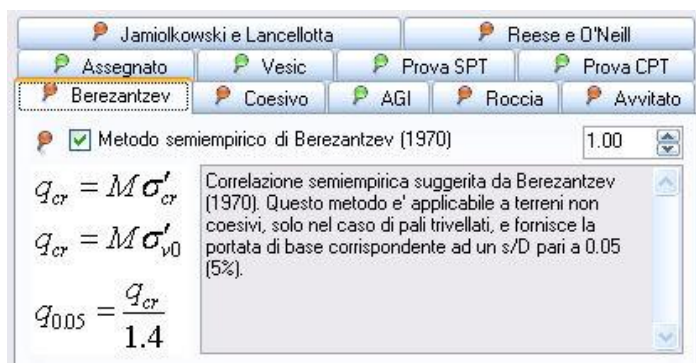 Jamiolkowski e Lancellotta
Reese e O'Neill
Assegnato
Vesic
Prova SPT
Prova CPT
Berezantzev
Coesivo
AGI
Roccia
Avvitato
Metodo semiempirico di Berezantzev (1970)
1.00
q_cr = Mσ'_cr
q_cr = Mσ'_v0
q_0.05 = q_cr / 1.4
Correlazione semiempirica suggerita da Berezantzev
(1970). Questo metodo e' applicabile a terreni non
coesivi, solo nel caso di pali trivellati, e fornisce la
portata di base corrispondente ad un s/D pari a 0.05
(5%).